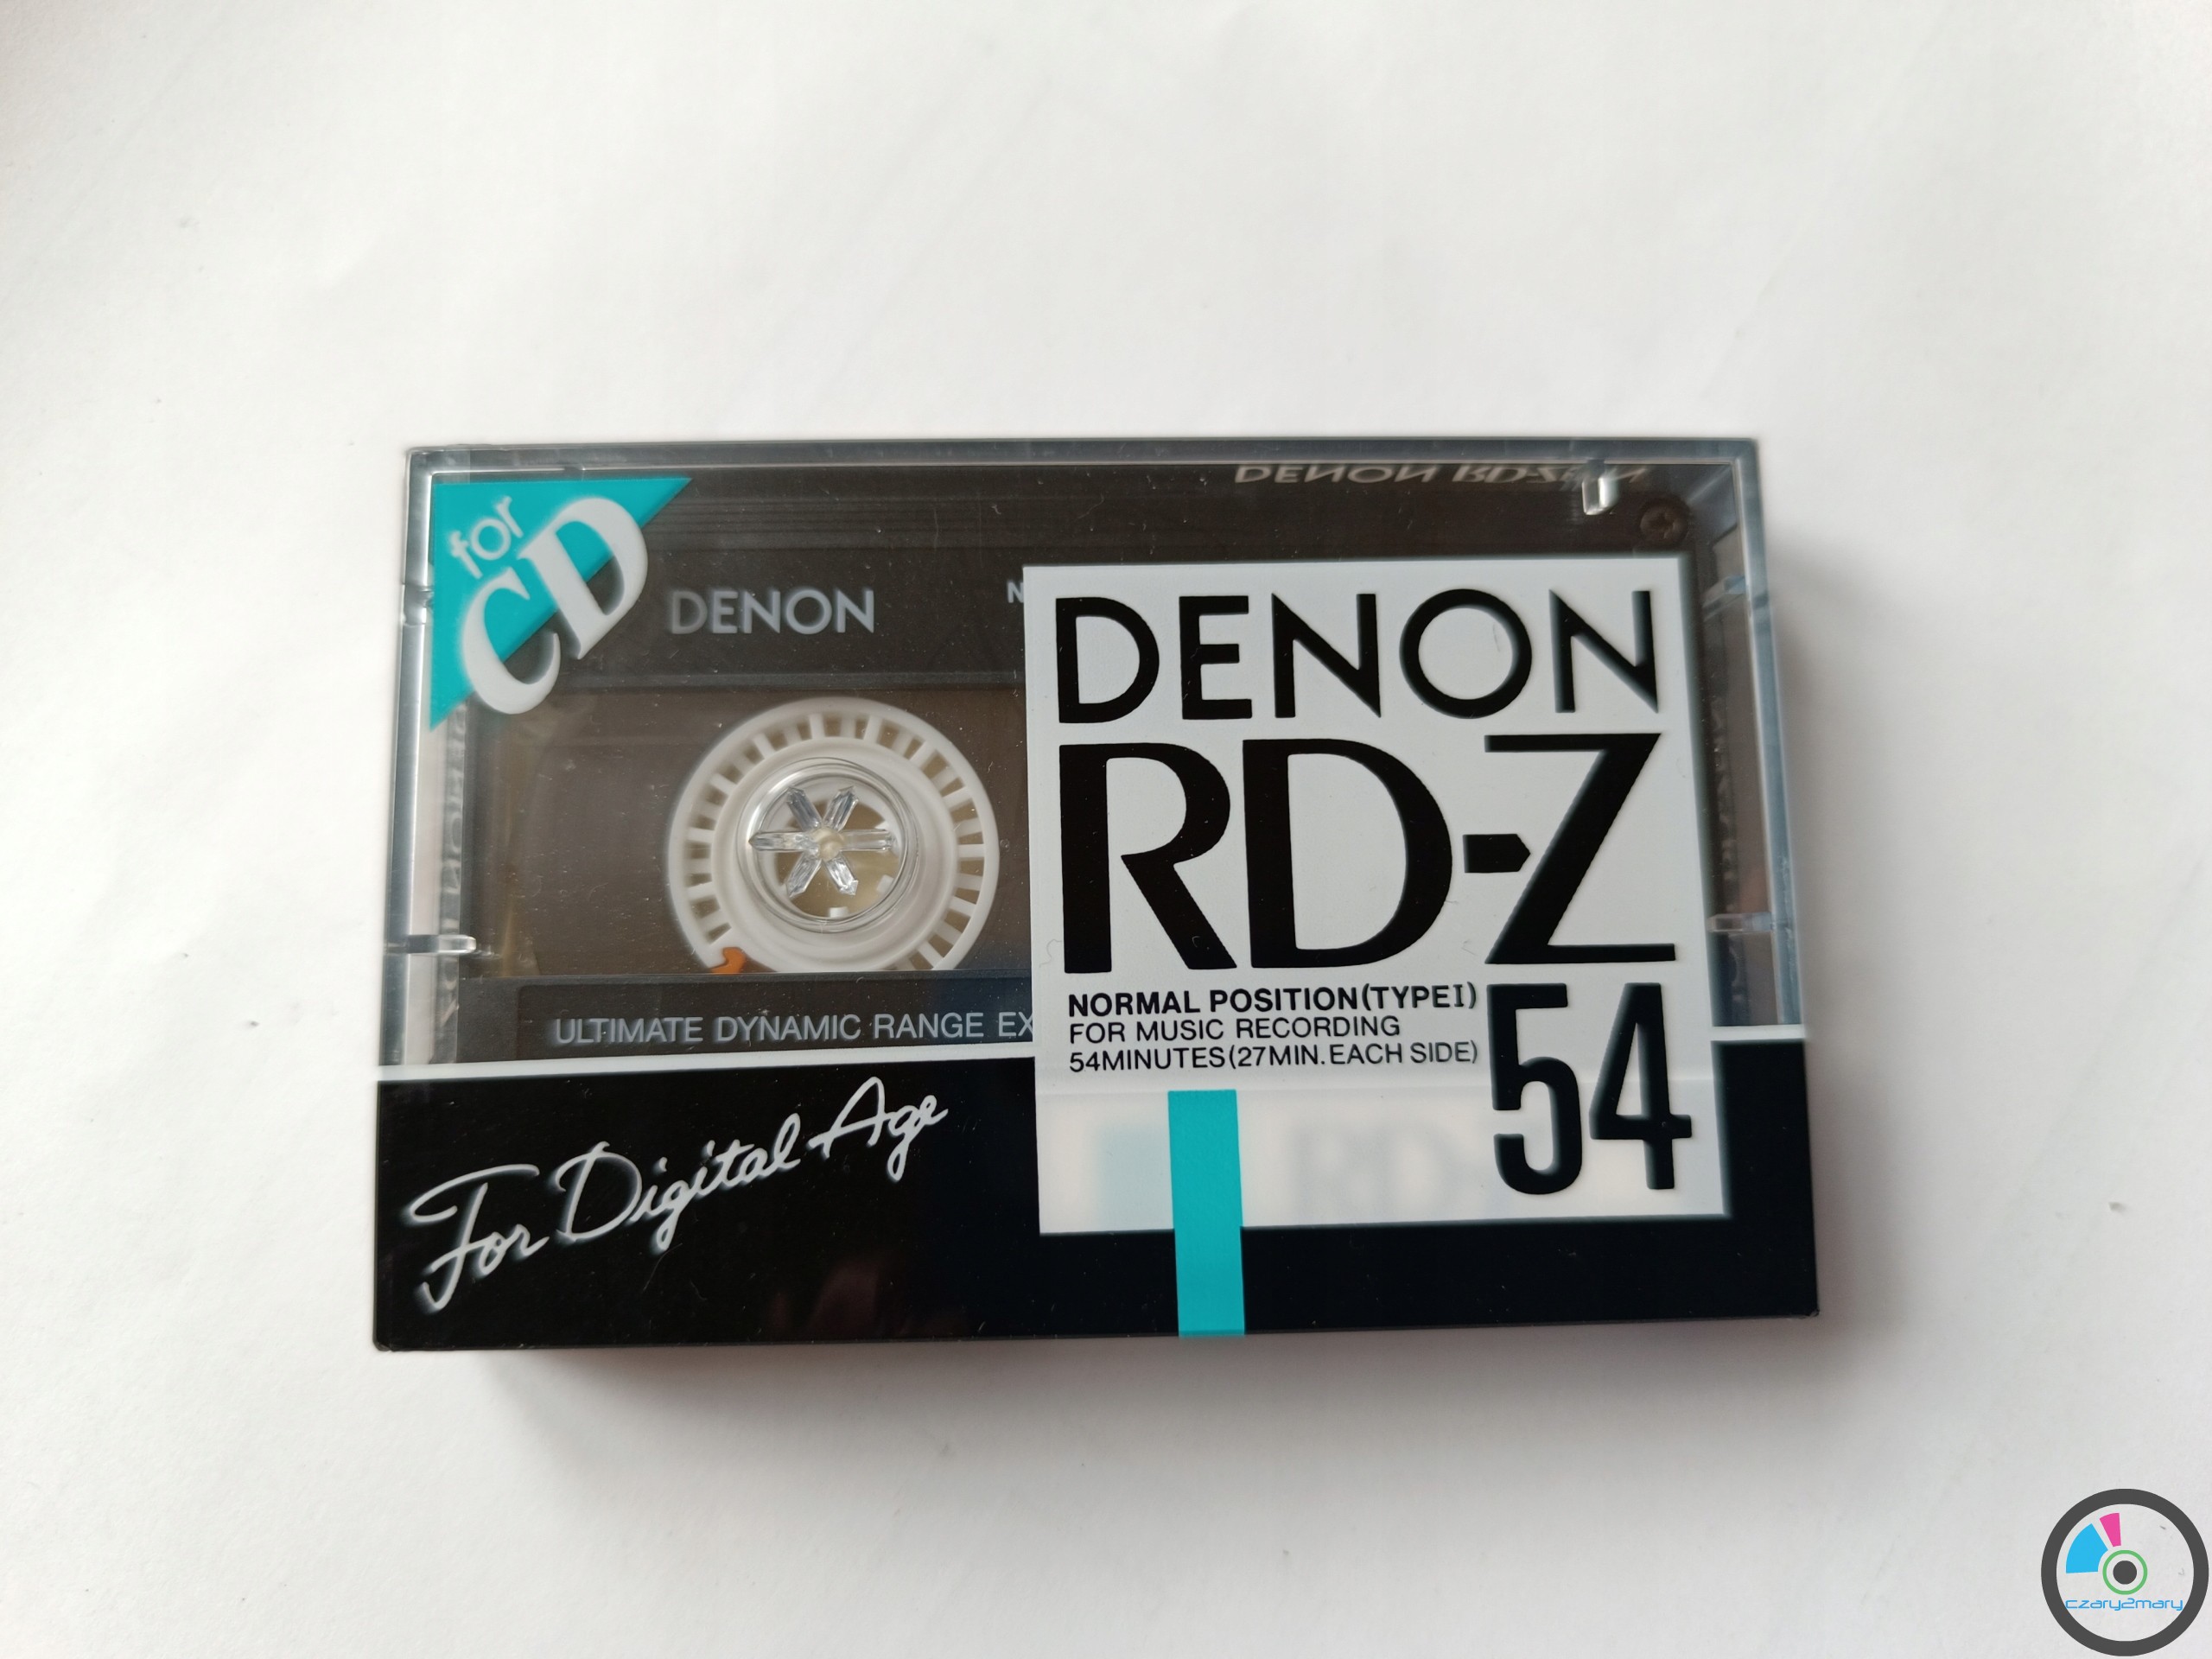 DENON RD-Z
for
CD
DENON
DENON
RD-Z
NORMAL POSITION(TYPEI)
FOR MUSIC RECORDING
54MINUTES(27MIN.EACH SIDE)
54
ULTIMATE DYNAMIC RANGE EX
For Digital Age
czary2mary